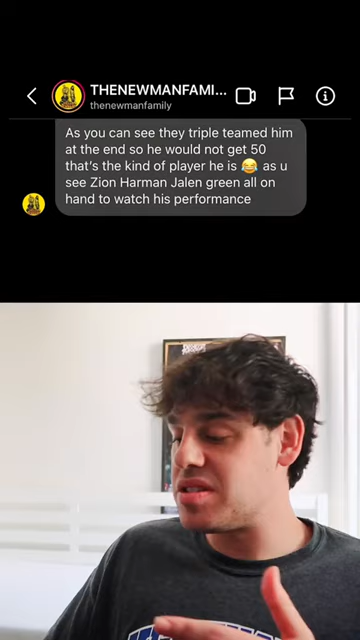 THENEWMANFAMI...
thenewmanfamily
As you can see they triple teamed him
at the end so he would not get 50
that's the kind of player he is 😂 as u
see Zion Harman Jalen green all on
hand to watch his performance